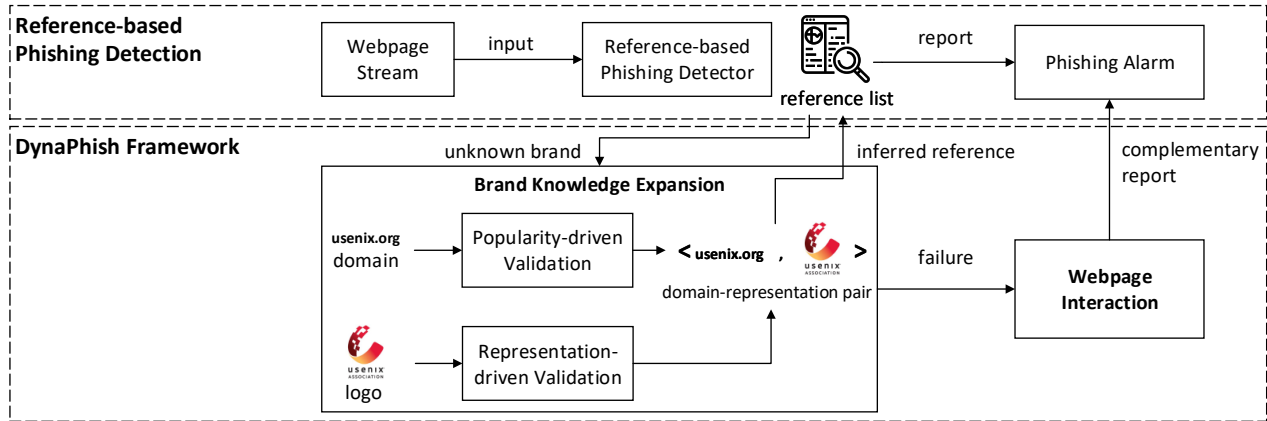 Reference-based
Phishing Detection
Webpage
Stream
input
Reference-based
Phishing Detector
reference list
report
Phishing Alarm
DynaPhish Framework
unknown brand
inferred reference
complementary
report
Brand Knowledge Expansion
usenix.org
domain
Popularity-driven
Validation
< usenix.org , >
usenix
ASSOCIATION
domain-representation pair
failure
Webpage
Interaction
usenix
ASSOCIATION
logo
Representation-
driven Validation